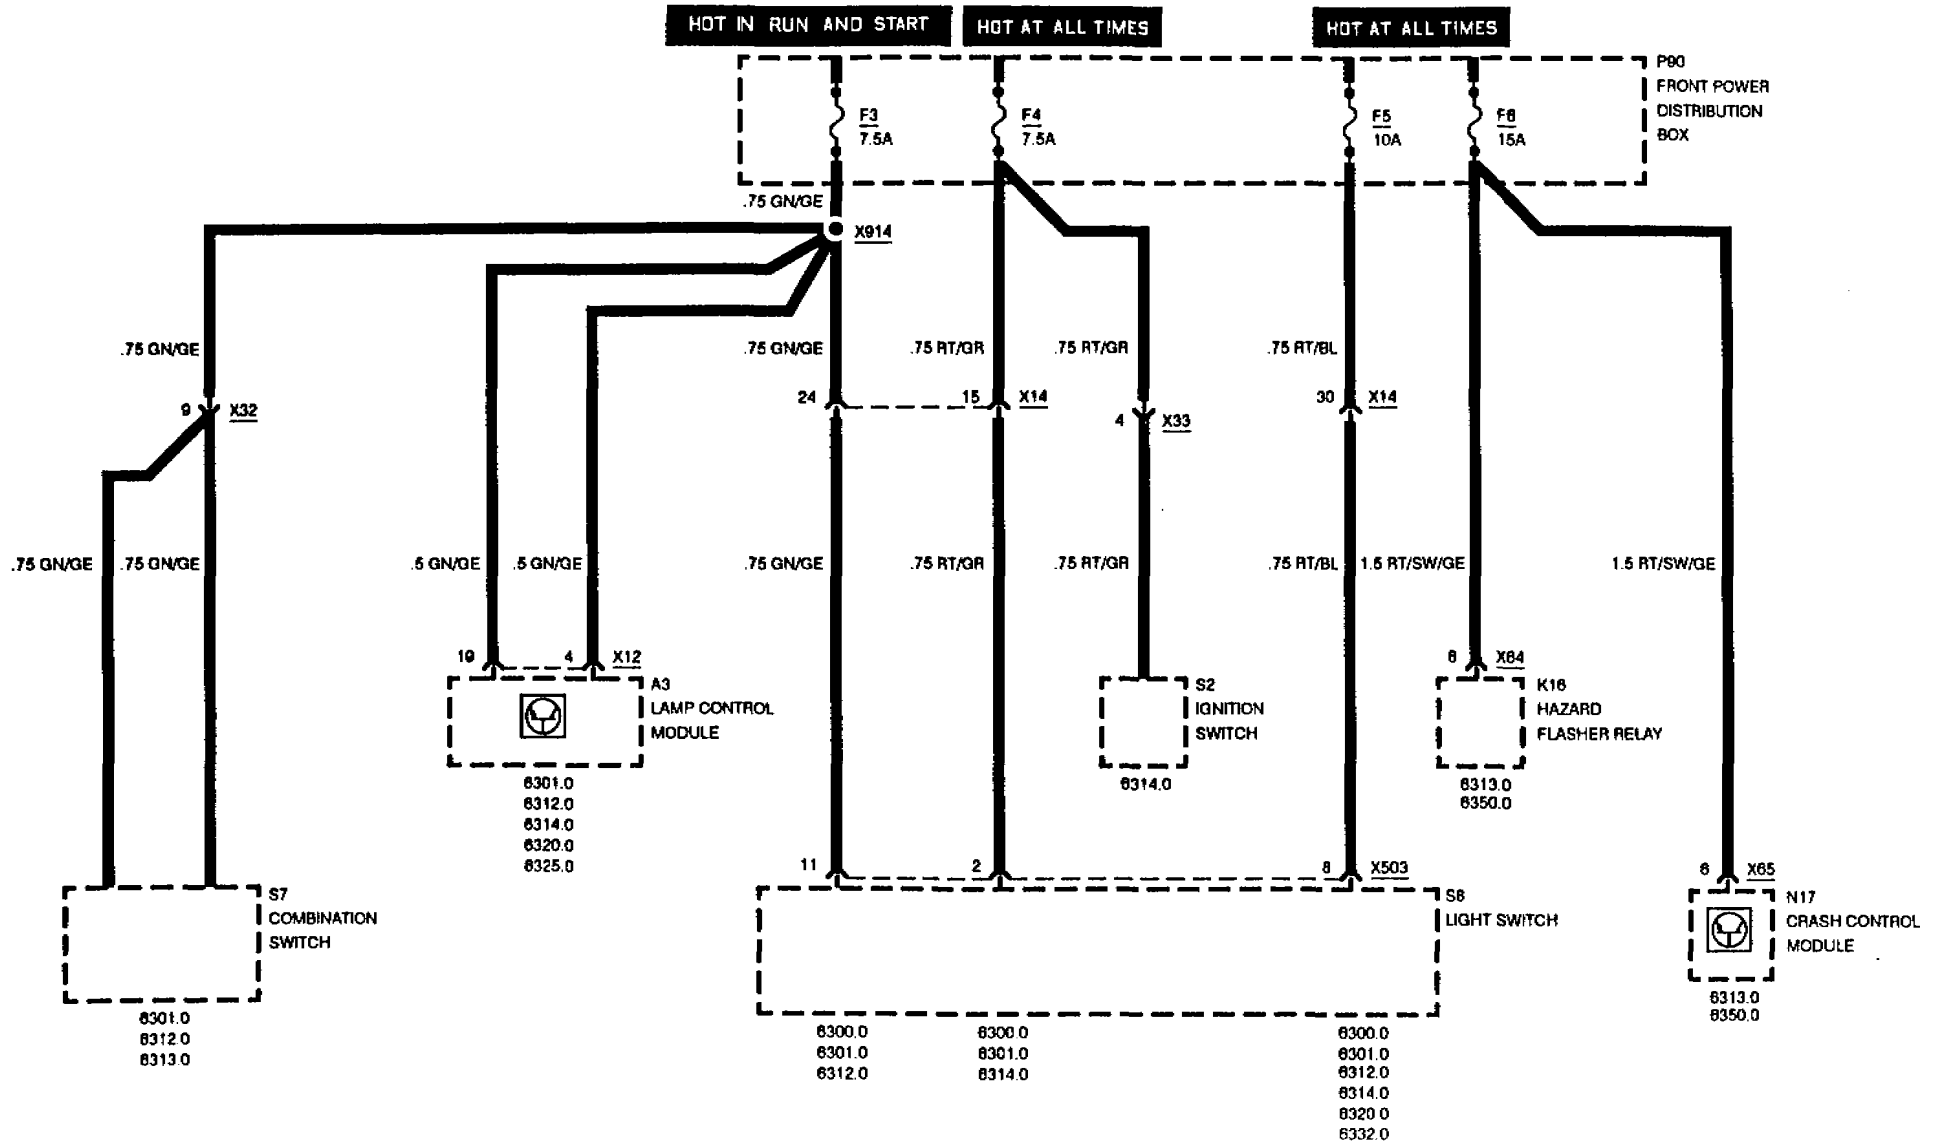 HOT IN RUN AND START
HOT AT ALL TIMES
HOT AT ALL TIMES
P90
FRONT POWER
DISTRIBUTION
BOX
F3
7.5A
F4
7.5A
F5
10A
F6
15A
.75 GN/GE
X914
.75 GN/GE
.75 GN/GE
.75 RT/GR
.75 RT/GR
.75 RT/BL
9
X32
24
15
X14
4
X33
30
X14
.75 GN/GE
.75 GN/GE
.5 GN/GE
.5 GN/GE
.75 GN/GE
.75 RT/GR
.75 RT/GR
.75 RT/BL
1.5 RT/SW/GE
1.5 RT/SW/GE
19
4
X12
A3
LAMP CONTROL
MODULE
6301.0
6312.0
6314.0
6320.0
6325.0
S2
IGNITION
SWITCH
6314.0
6
X64
K16
HAZARD
FLASHER RELAY
6313.0
6350.0
11
2
8
X503
6
X65
S7
COMBINATION
SWITCH
6301.0
6312.0
6313.0
S8
LIGHT SWITCH
6300.0
6301.0
6312.0
6300.0
6301.0
6314.0
6300.0
6301.0
6312.0
6314.0
6320.0
6332.0
N17
CRASH CONTROL
MODULE
6313.0
6350.0